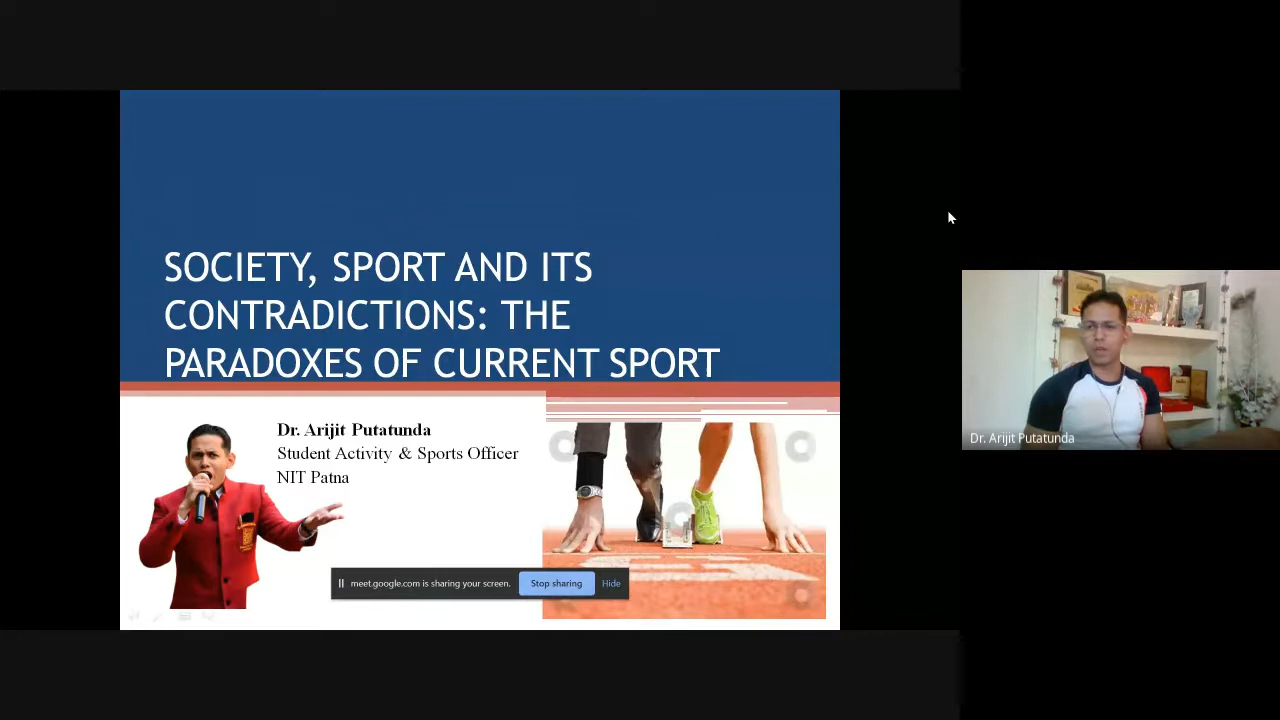 SOCIETY, SPORT AND ITS
CONTRADICTIONS: THE
PARADOXES OF CURRENT SPORT
Dr. Arijit Putatunda
Student Activity & Sports Officer
NIT Patna
meet.google.com is sharing your screen.
Stop sharing
Hide
Dr. Arijit Putatunda